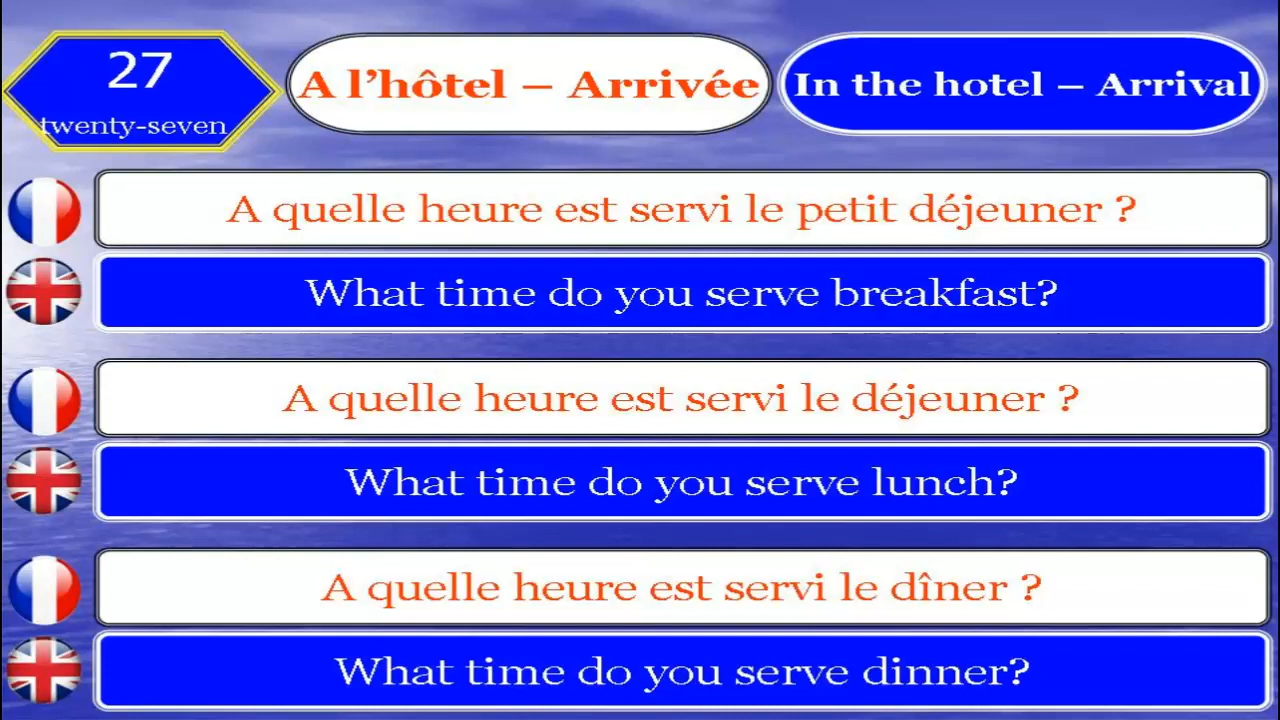 27
twenty-seven
A l’hôtel – Arrivée
In the hotel – Arrival
A quelle heure est servi le petit déjeuner ?
What time do you serve breakfast?
A quelle heure est servi le déjeuner ?
What time do you serve lunch?
A quelle heure est servi le dîner ?
What time do you serve dinner?